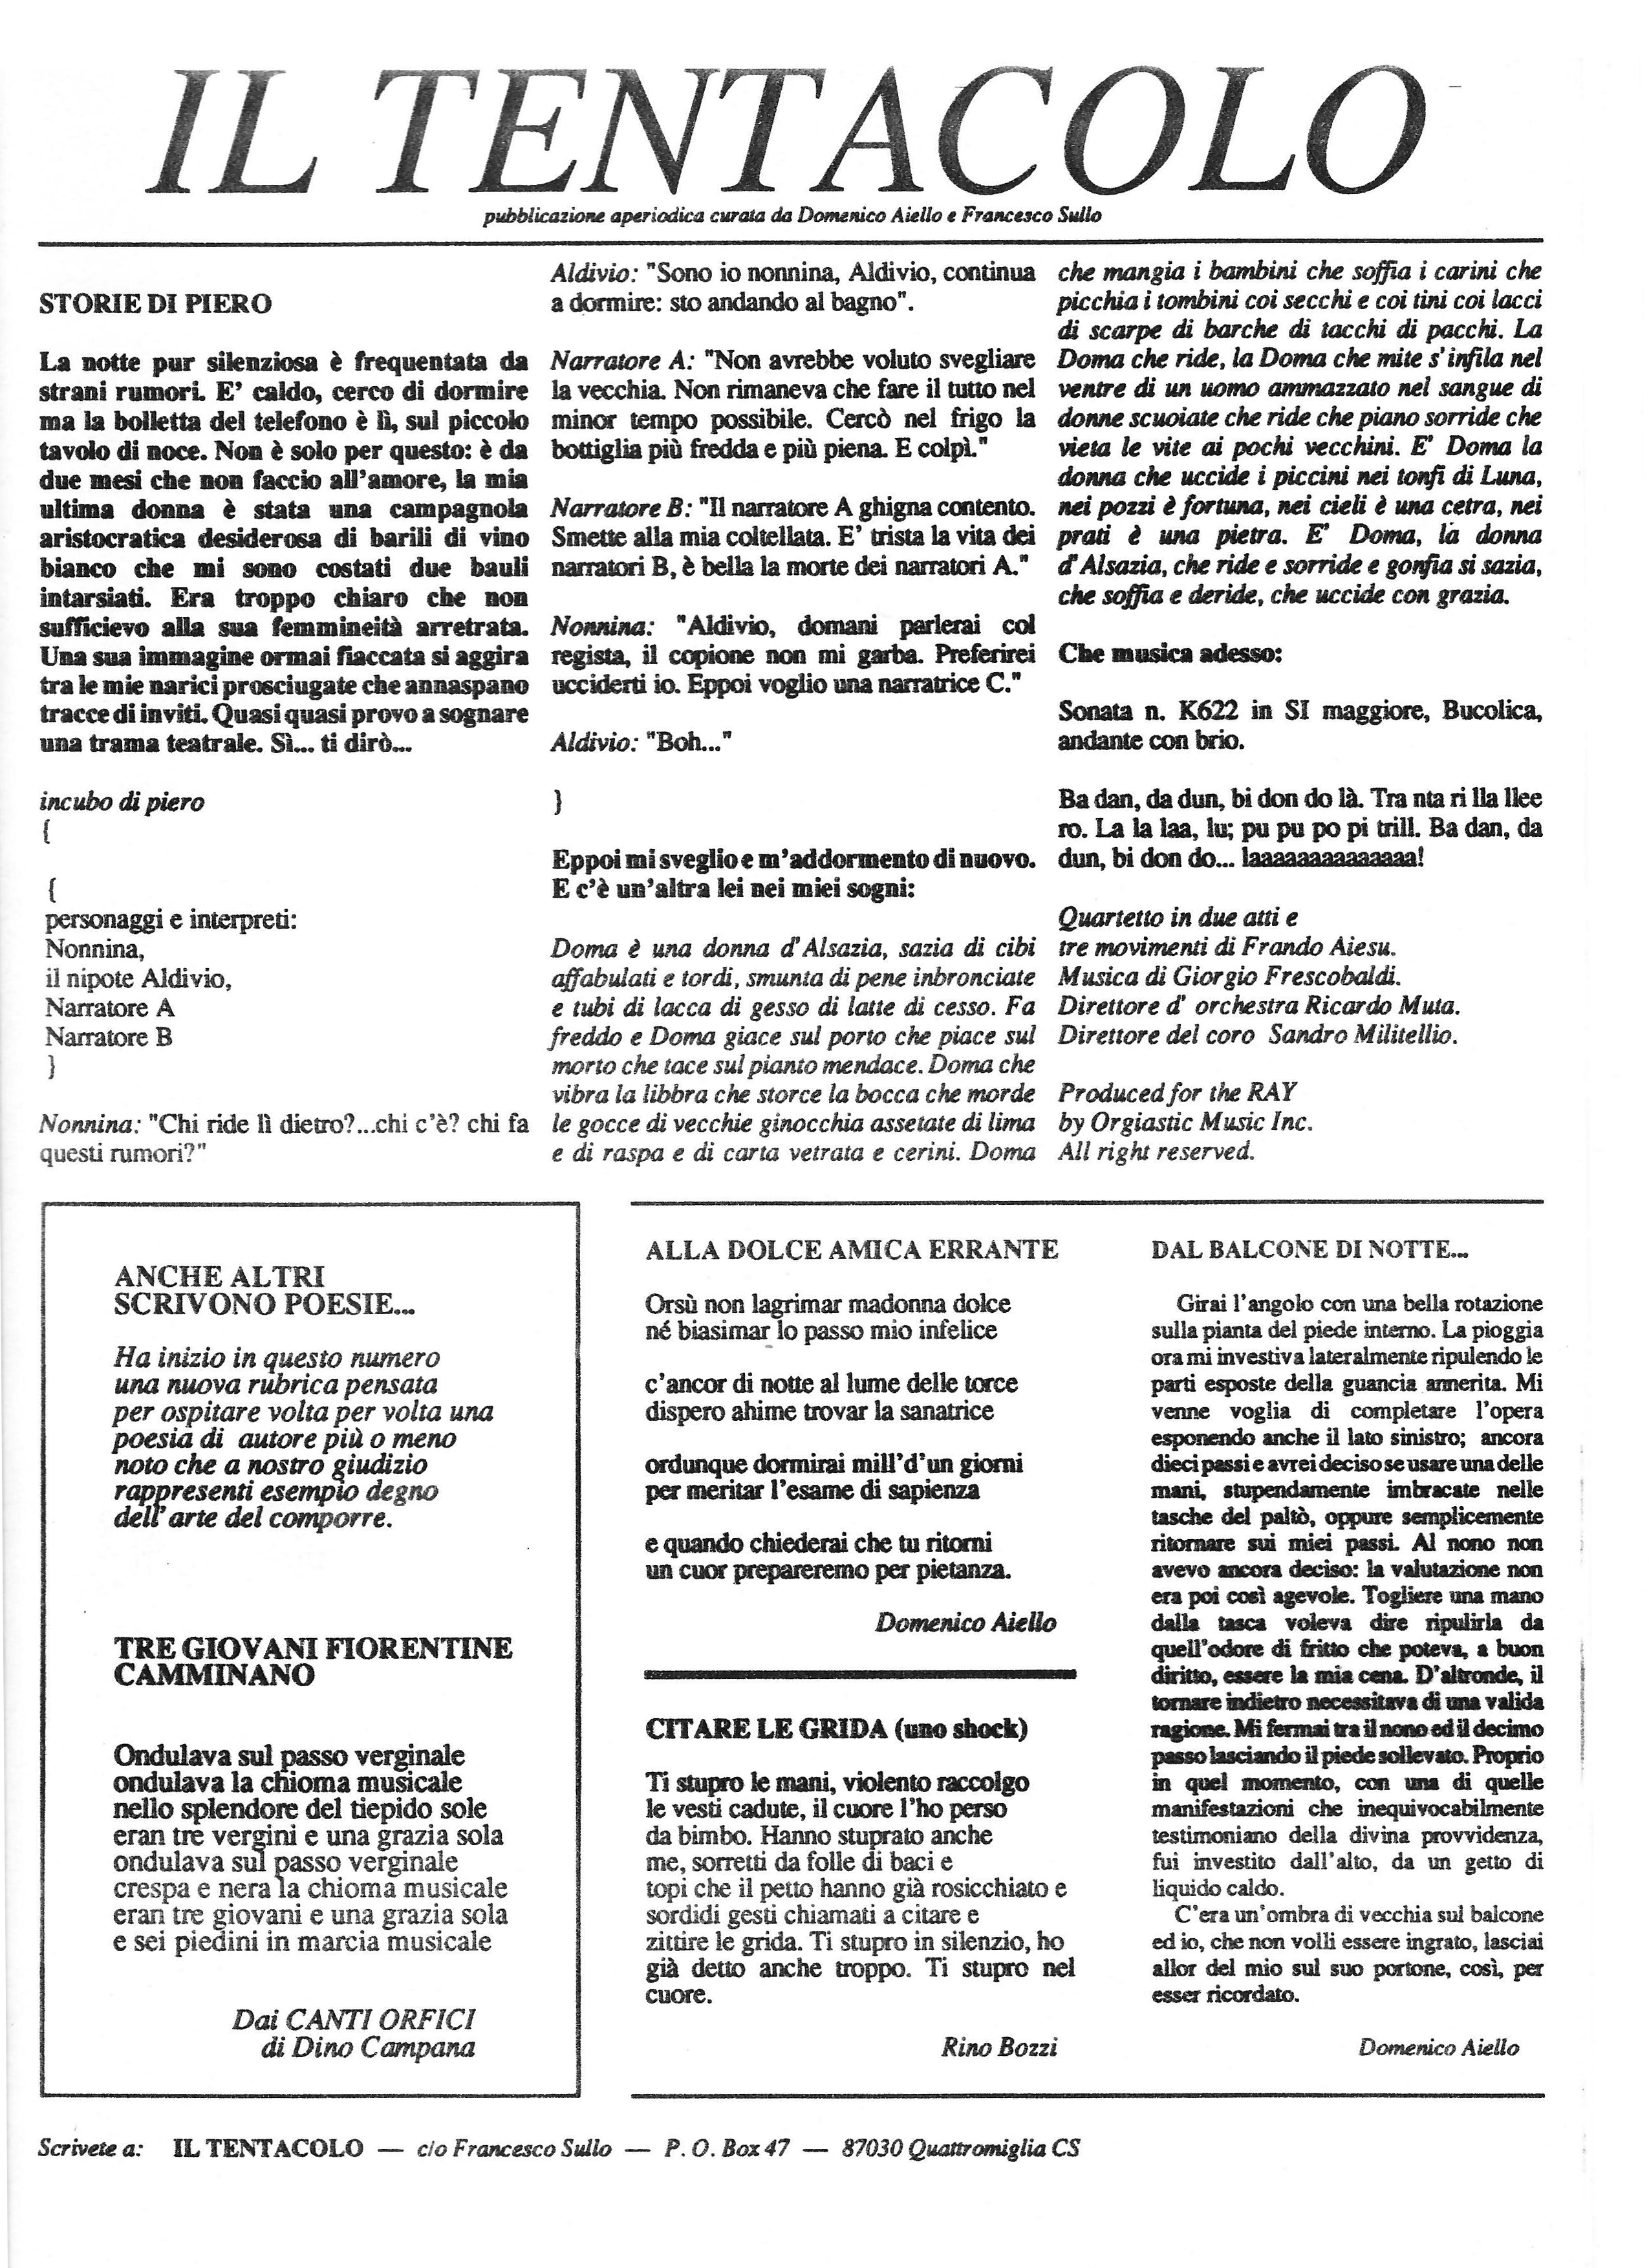 IL TENTACOLO
pubblicazione aperiodica curata da Domenico Aiello e Francesco Sullo
STORIE DI PIERO
La notte pur silenziosa è frequentata da
strani rumori. E' caldo, cerco di dormire
ma la bolletta del telefono è lì, sul piccolo
tavolo di noce. Non è solo per questo: è da
due mesi che non faccio all'amore, la mia
ultima donna è stata una campagnola
aristocratica desiderosa di barili di vino
bianco che mi sono costati due bauli
intarsiati. Era troppo chiaro che non
sufficievo alla sua femmineità arretrata.
Una sua immagine ormai fiaccata si aggira
tra le mie narici prosciugate che annaspano
tracce di inviti. Quasi quasi provo a sognare
una trama teatrale. Sì... ti dirò...
incubo di piero
{
{
personaggi e interpreti:
Nonnina,
il nipote Aldivio,
Narratore A
Narratore B
}
Nonnina: "Chi ride lì dietro?...chi c'è? chi fa
questi rumori?"
Aldivio: "Sono io nonnina, Aldivio, continua
a dormire: sto andando al bagno".
Narratore A: "Non avrebbe voluto svegliare
la vecchia. Non rimaneva che fare il tutto nel
minor tempo possibile. Cercò nel frigo la
bottiglia più fredda e più piena. E colpì."
Narratore B: "Il narratore A ghigna contento.
Smette alla mia coltellata. E' trista la vita dei
narratori B, è bella la morte dei narratori A."
Nonnina: "Aldivio, domani parlerai col
regista, il copione non mi garba. Preferirei
ucciderti io. Eppoi voglio una narratrice C."
Aldivio: "Boh..."
}
Eppoi mi sveglio e m'addormento di nuovo.
E c'è un'altra lei nei miei sogni:
Doma è una donna d'Alsazia, sazia di cibi
affabulati e tordi, smunta di pene inbronciate
e tubi di lacca di gesso di latte di cesso. Fa
freddo e Doma giace sul porto che piace sul
morto che tace sul pianto mendace. Doma che
vibra la libbra che storce la bocca che morde
le gocce di vecchie ginocchia assetate di lima
e di raspa e di carta vetrata e cerini. Doma
che mangia i bambini che soffia i carini che
picchia i tombini coi secchi e coi tini coi lacci
di scarpe di barche di tacchi di pacchi. La
Doma che ride, la Doma che mite s'infila nel
ventre di un uomo ammazzato nel sangue di
donne scuoiate che ride che piano sorride che
vieta le vite ai pochi vecchini. E' Doma la
donna che uccide i piccini nei tonfi di Luna,
nei pozzi è fortuna, nei cieli è una cetra, nei
prati è una pietra. E' Doma, la donna
d'Alsazia, che ride e sorride e gonfia si sazia,
che soffia e deride, che uccide con grazia.
Che musica adesso:
Sonata n. K622 in SI maggiore, Bucolica,
andante con brio.
Ba dan, da dun, bi don do là. Tra nta ri lla llee
ro. La la laa, lu; pu pu po pi trill. Ba dan, da
dun, bi don do... laaaaaaaaaaaaaaa!
Quartetto in due atti e
tre movimenti di Frando Aiesu.
Musica di Giorgio Frescobaldi.
Direttore d' orchestra Ricardo Muta.
Direttore del coro Sandro Militellio.
Produced for the RAY
by Orgiastic Music Inc.
All right reserved.
ANCHE ALTRI
SCRIVONO POESIE...
Ha inizio in questo numero
una nuova rubrica pensata
per ospitare volta per volta una
poesia di autore più o meno
noto che a nostro giudizio
rappresenti esempio degno
dell'arte del comporre.
TRE GIOVANI FIORENTINE
CAMMINANO
Ondulava sul passo verginale
ondulava la chioma musicale
nello splendore del tiepido sole
eran tre vergini e una grazia sola
ondulava sul passo verginale
crespa e nera la chioma musicale
eran tre giovani e una grazia sola
e sei piedini in marcia musicale
Dai CANTI ORFICI
di Dino Campana
ALLA DOLCE AMICA ERRANTE
Orsù non lagrimar madonna dolce
né biasimar lo passo mio infelice
c'ancor di notte al lume delle torce
dispero ahime trovar la sanatrice
ordunque dormirai mill'd'un giorni
per meritar l'esame di sapienza
e quando chiederai che tu ritorni
un cuor prepareremo per pietanza.
Domenico Aiello
CITARE LE GRIDA (uno shock)
Ti stupro le mani, violento raccolgo
le vesti cadute, il cuore l'ho perso
da bimbo. Hanno stuprato anche
me, sorretti da folle di baci e
topi che il petto hanno già rosicchiato e
sordidi gesti chiamati a citare e
zittire le grida. Ti stupro in silenzio, ho
già detto anche troppo. Ti stupro nel
cuore.
Rino Bozzi
DAL BALCONE DI NOTTE...
Girai l'angolo con una bella rotazione
sulla pianta del piede interno. La pioggia
ora mi investiva lateralmente ripulendo le
parti esposte della guancia annerita. Mi
venne voglia di completare l'opera
esponendo anche il lato sinistro; ancora
dieci passi e avrei deciso se usare una delle
mani, stupendamente imbracate nelle
tasche del paltò, oppure semplicemente
ritornare sui miei passi. Al nono non
avevo ancora deciso: la valutazione non
era poi così agevole. Togliere una mano
dalla tasca voleva dire ripulirla da
quell'odore di fritto che poteva, a buon
diritto, essere la mia cena. D'altronde, il
tornare indietro necessitava di una valida
ragione. Mi fermai tra il nono ed il decimo
passo lasciando il piede sollevato. Proprio
in quel momento, con una di quelle
manifestazioni che inequivocabilmente
testimoniano della divina provvidenza,
fui investito dall'alto, da un getto di
liquido caldo.
C'era un'ombra di vecchia sul balcone
ed io, che non volli essere ingrato, lasciai
allor del mio sul suo portone, così, per
esser ricordato.
Domenico Aiello
Scrivete a: IL TENTACOLO — c/o Francesco Sullo — P. O. Box 47 — 87030 Quattromiglia CS